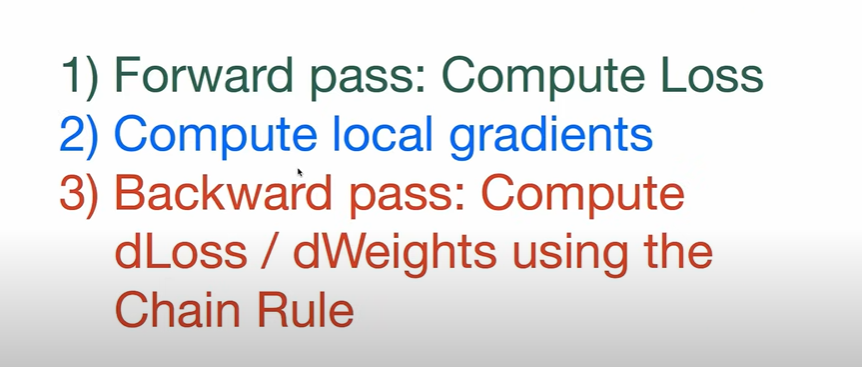 1) Forward pass: Compute Loss
2) Compute local gradients
3) Backward pass: Compute
dLoss / dWeights using the
Chain Rule